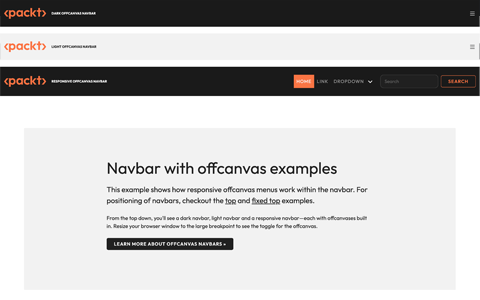 <packt> DARK OFFCANVAS NAVBAR
<packt> LIGHT OFFCANVAS NAVBAR
<packt> RESPONSIVE OFFCANVAS NAVBAR HOME LINK DROPDOWN Search SEARCH
Navbar with offcanvas examples
This example shows how responsive offcanvas menus work within the navbar. For
positioning of navbars, checkout the top and fixed top examples.
From the top down, you'll see a dark navbar, light navbar and a responsive navbar—each with offcanvases built
in. Resize your browser window to the large breakpoint to see the toggle for the offcanvas.
LEARN MORE ABOUT OFFCANVAS NAVBARS »